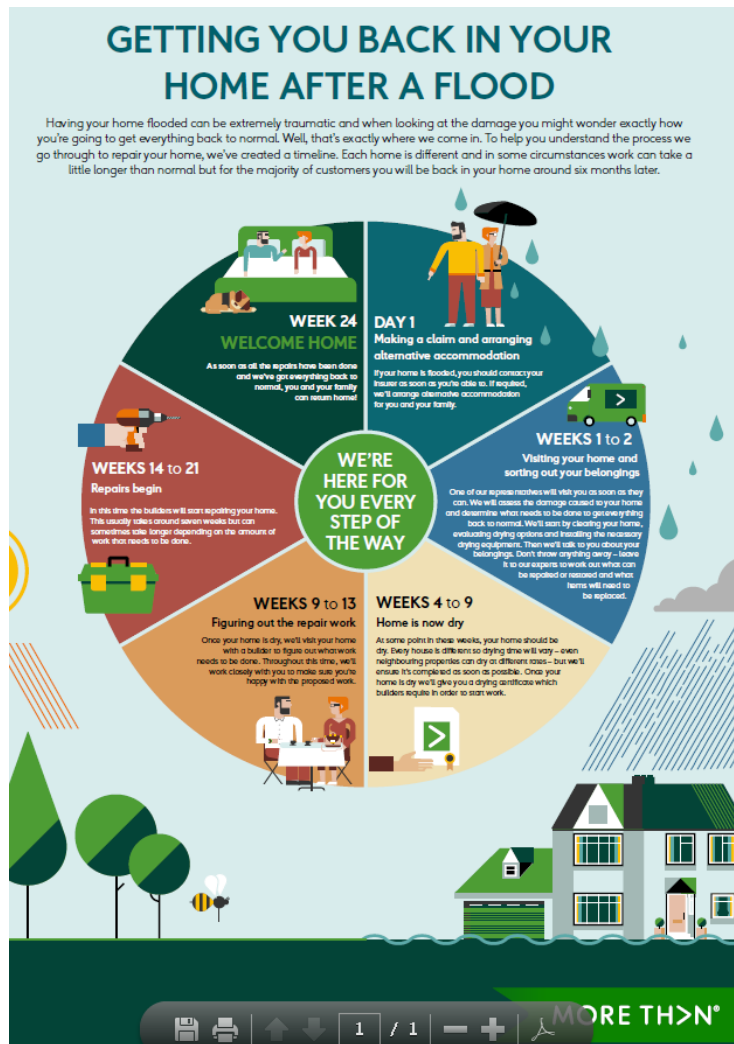 GETTING YOU BACK IN YOUR
HOME AFTER A FLOOD
Having your home flooded can be extremely traumatic and when looking at the damage you might wonder exactly how
you're going to get everything back to normal. Well, that's exactly where we come in. To help you understand the process we
go through to repair your home, we've created a timeline. Each home is different and in some circumstances work can take a
little longer than normal but for the majority of customers you will be back in your home around six months later.
DAY 1
Making a claim and arranging
alternative accommodation
If your home is flooded, you should contact your
insurer as soon as you're able to. If required,
we'll arrange alternative accommodation
for you and your family.
WEEKS 1 to 2
Visiting your home and
sorting out your belongings
One of our representatives will visit you as soon as they
can. We will assess the damage caused to your home
and determine what needs to be done to get everything
back to normal. We'll start by clearing your home,
evaluating drying options and installing the necessary
drying equipment. Then we'll talk to you about your
belongings. Don't throw anything away – leave
it to our experts to work out what can
be repaired or restored and what
items will need to
be replaced.
WEEKS 4 to 9
Home is now dry
At some point in these weeks, your home should be
dry. Every house is different so drying time will vary – even
neighbouring properties can dry at different rates – but we'll
ensure it's completed as soon as possible. Once your
home is dry we'll give you a drying certificate which
builders require in order to start work.
WEEKS 9 to 13
Figuring out the repair work
Once your home is dry, we'll visit your home
with a builder to figure out what work
needs to be done. Throughout this time, we'll
work closely with you to make sure you're
happy with the proposed work.
WEEKS 14 to 21
Repairs begin
In this time the builders will start repairing your home.
This usually takes around seven weeks but can
sometimes take longer depending on the amount of
work that needs to be done.
WEEK 24
WELCOME HOME
As soon as all the repairs have been done
and we've got everything back to
normal, you and your family
can return home!
WE'RE
HERE FOR
YOU EVERY
STEP OF
THE WAY
1 / 1
MORE TH>N®